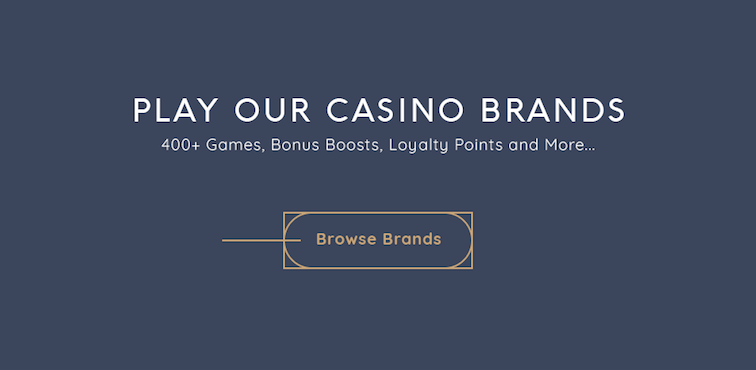 PLAY OUR CASINO BRANDS
400+ Games, Bonus Boosts, Loyalty Points and More...
Browse Brands